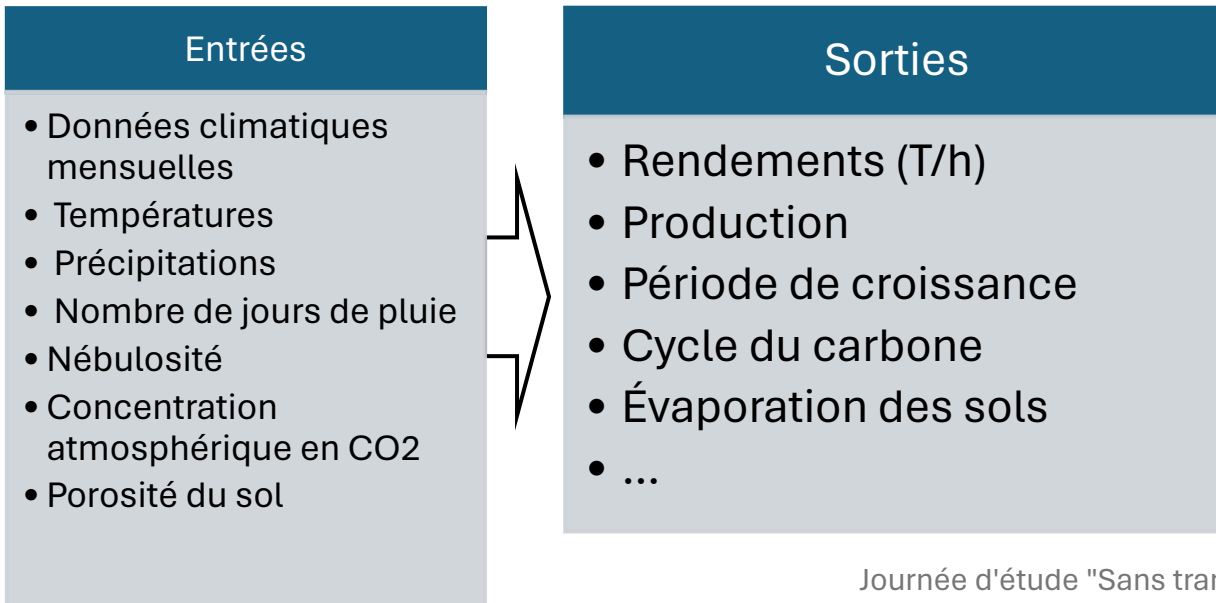 Entrées
• Données climatiques
mensuelles
• Températures
• Précipitations
• Nombre de jours de pluie
• Nébulosité
• Concentration
atmosphérique en CO2
• Porosité du sol
Sorties
• Rendements (T/h)
• Production
• Période de croissance
• Cycle du carbone
• Évaporation des sols
• ...
Journée d'étude "Sans